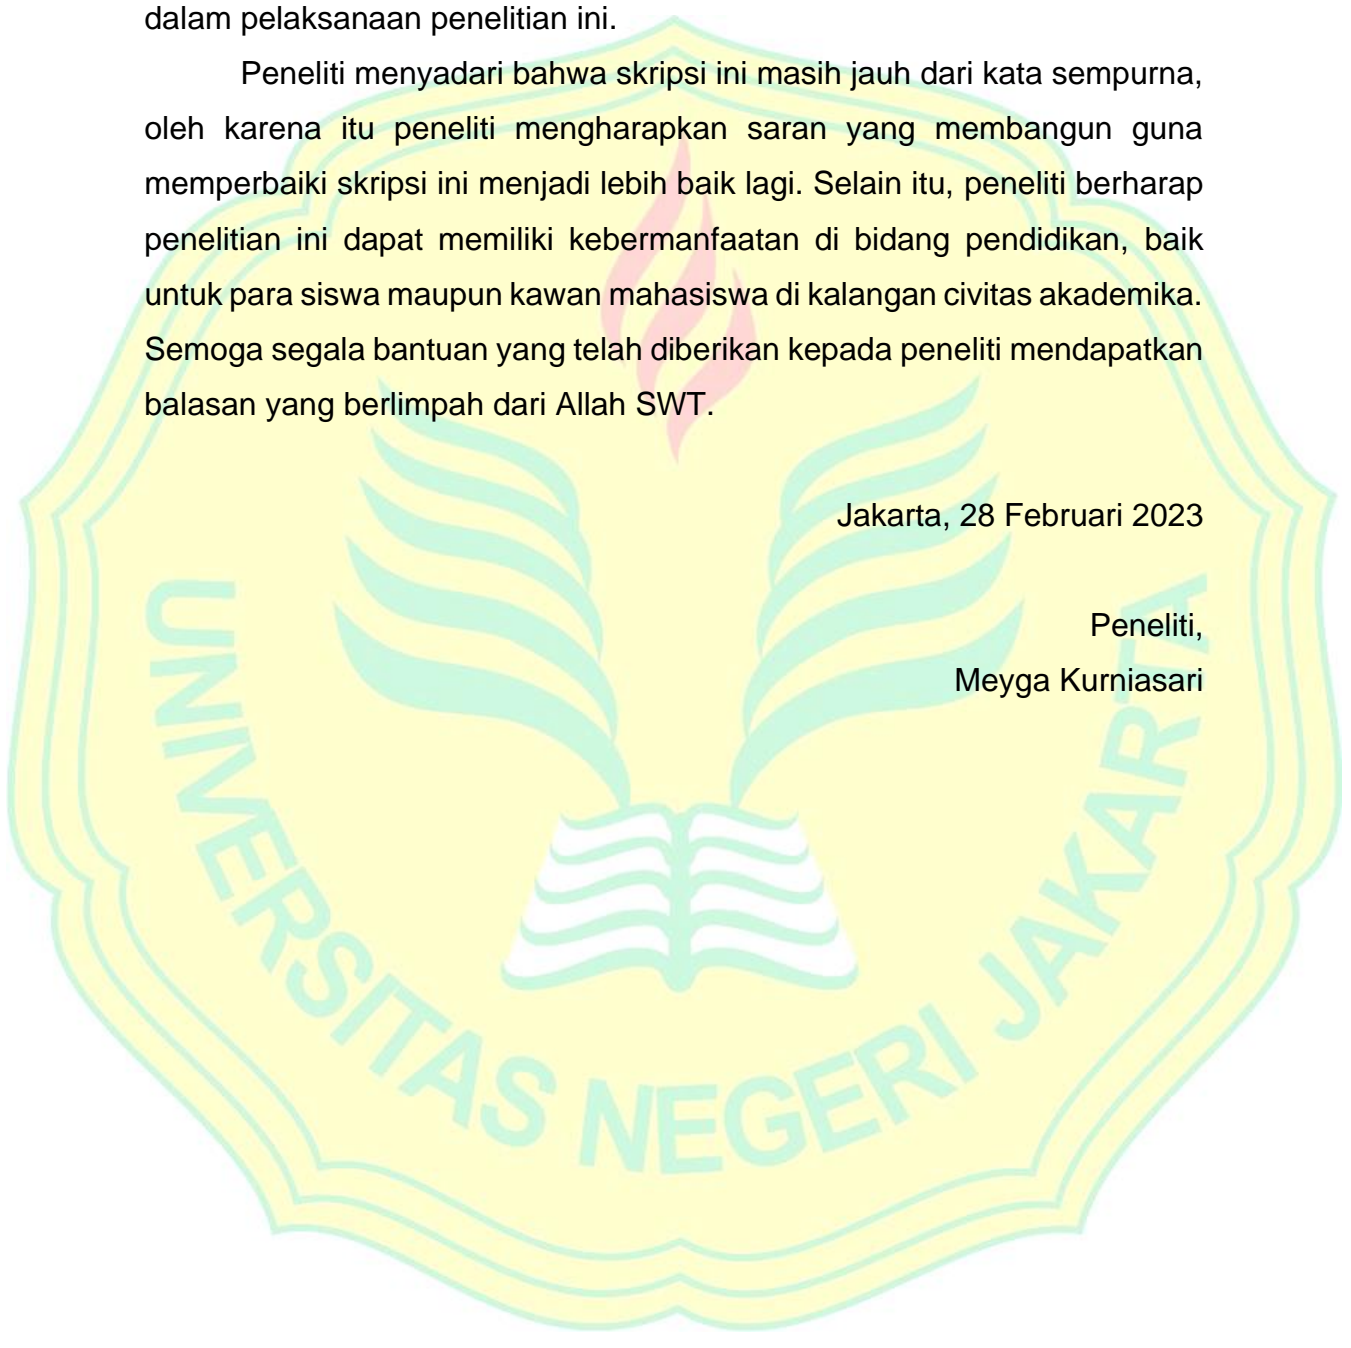 dalam pelaksanaan penelitian ini.
Peneliti menyadari bahwa skripsi ini masih jauh dari kata sempurna,
oleh karena itu peneliti mengharapkan saran yang membangun guna
memperbaiki skripsi ini menjadi lebih baik lagi. Selain itu, peneliti berharap
penelitian ini dapat memiliki kebermanfaatan di bidang pendidikan, baik
untuk para siswa maupun kawan mahasiswa di kalangan civitas akademika.
Semoga segala bantuan yang telah diberikan kepada peneliti mendapatkan
balasan yang berlimpah dari Allah SWT.
Jakarta, 28 Februari 2023
Peneliti,
Meyga Kurniasari
UNIVERSITAS NEGERI JAKARTA